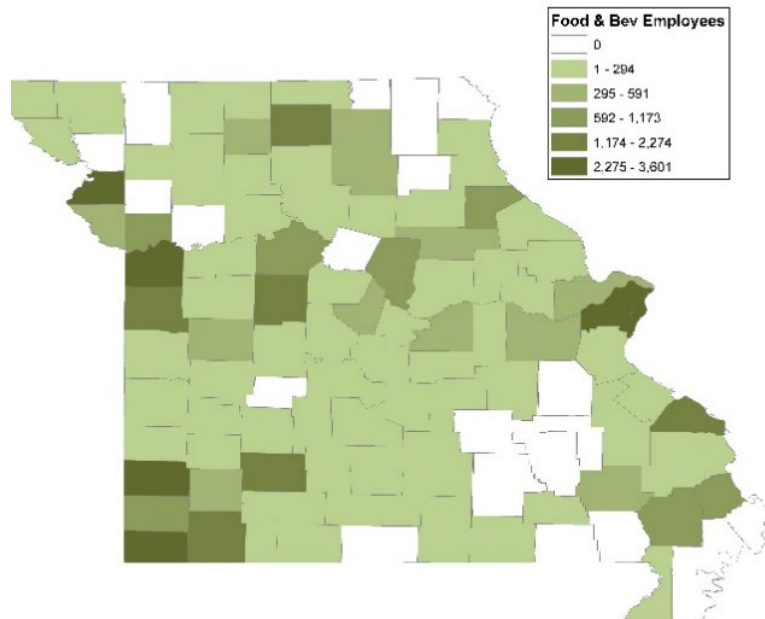 Food & Bev Employees
0
1 - 294
295 - 591
592 - 1,173
1,174 - 2,274
2,275 - 3,601